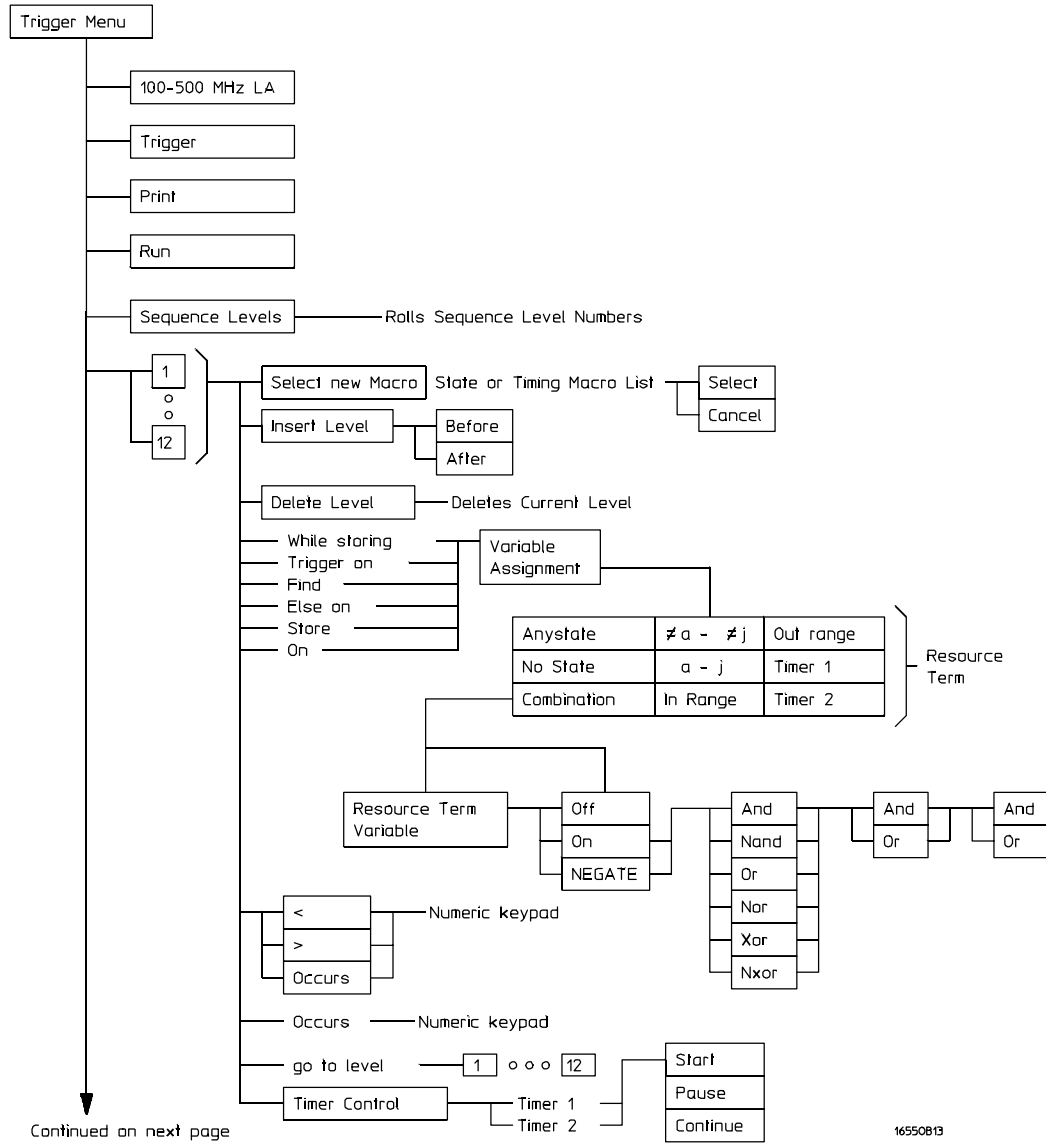 Trigger Menu
100-500 MHz LA
Trigger
Print
Run
Sequence Levels
Rolls Sequence Level Numbers
1
12
Select new Macro
State or Timing Macro List
Select
Cancel
Insert Level
Before
After
Delete Level
Deletes Current Level
While storing
Trigger on
Find
Else on
Store
On
Variable
Assignment
Anystate
≠a - ≠j
Out range
No State
a - j
Timer 1
Combination
In Range
Timer 2
Resource
Term
Resource Term
Variable
Off
On
NEGATE
And
Nand
Or
Nor
Xor
Nxor
And
Or
And
Or
<
>
Occurs
Numeric keypad
Occurs
Numeric keypad
go to level
1 o o o 12
Timer Control
Timer 1
Timer 2
Start
Pause
Continue
Continued on next page
16550B13